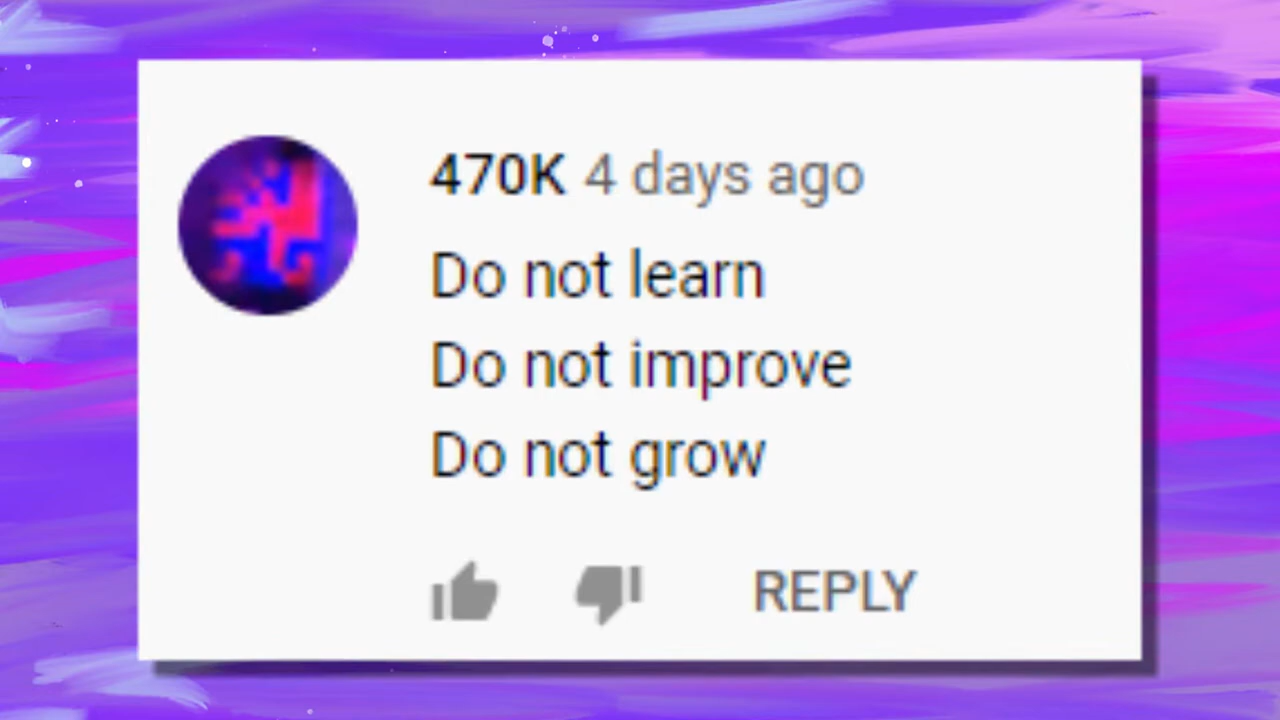 470K 4 days ago
Do not learn
Do not improve
Do not grow
REPLY